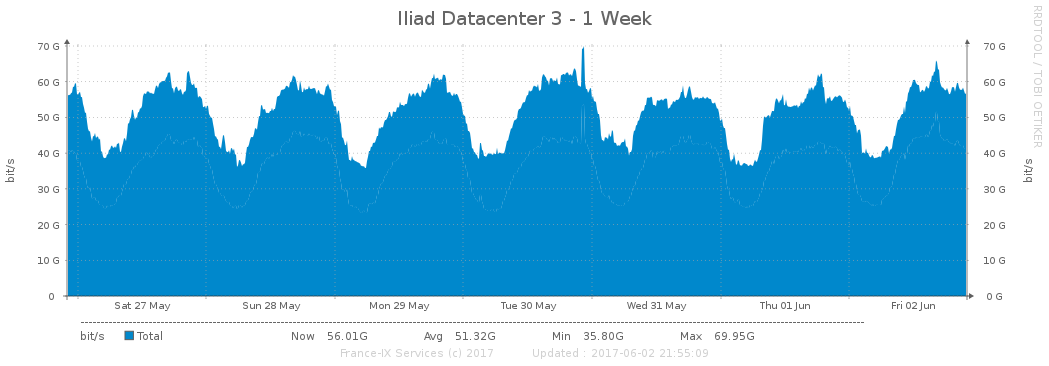 Iliad Datacenter 3 - 1 Week
RRDTOOL / TOBI OETIKER
70 G 70 G
60 G 60 G
50 G 50 G
40 G 40 G
30 G 30 G
20 G 20 G
10 G 10 G
0 0 G
bit/s bit/s
Sat 27 May Sun 28 May Mon 29 May Tue 30 May Wed 31 May Thu 01 Jun Fri 02 Jun
bit/s Total Now 56.01G Avg 51.32G Min 35.80G Max 69.95G
France-IX Services (c) 2017 Updated : 2017-06-02 21:55:09